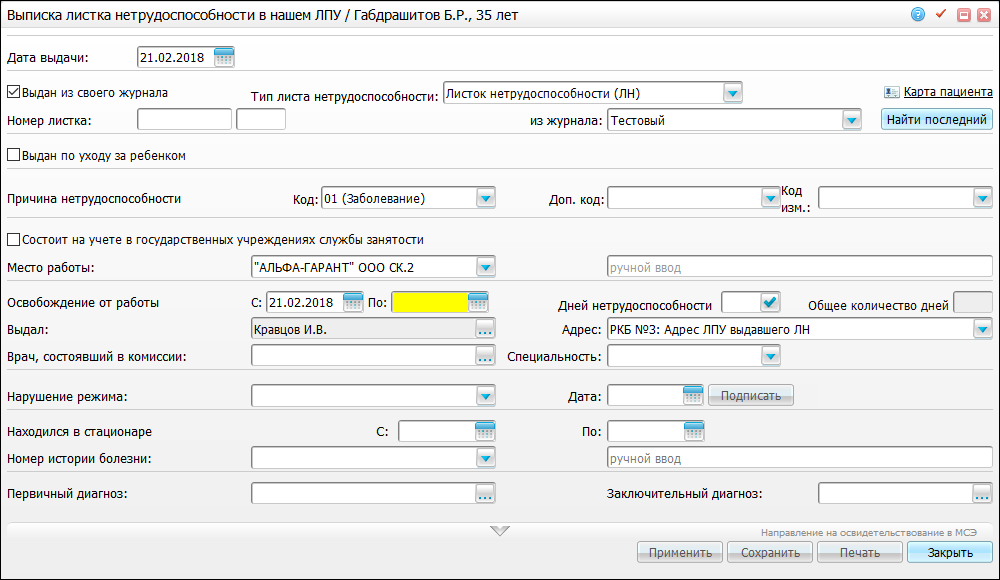 Выписка листка нетрудоспособности в нашем ЛПУ / Габдрашитов Б.Р., 35 лет
Дата выдачи: 21.02.2018
Выдан из своего журнала Тип листа нетрудоспособности: Листок нетрудоспособности (ЛН) Карта пациента
Номер листка: из журнала: Тестовый Найти последний
Выдан по уходу за ребенком
Причина нетрудоспособности Код: 01 (Заболевание) Доп. код: Код изм.:
Состоит на учете в государственных учреждениях службы занятости
Место работы: "АЛЬФА-ГАРАНТ" ООО СК.2 ручной ввод
Освобождение от работы С: 21.02.2018 По: Дней нетрудоспособности Общее количество дней
Выдал: Кравцов И.В. ... Адрес: РКБ №3: Адрес ЛПУ выдавшего ЛН
Врач, состоявший в комиссии: ... Специальность:
Нарушение режима: Дата: Подписать
Находился в стационаре С: По:
Номер истории болезни: ручной ввод
Первичный диагноз: ... Заключительный диагноз: ...
Направление на освидетельствование в МСЭ
Применить Сохранить Печать Закрыть